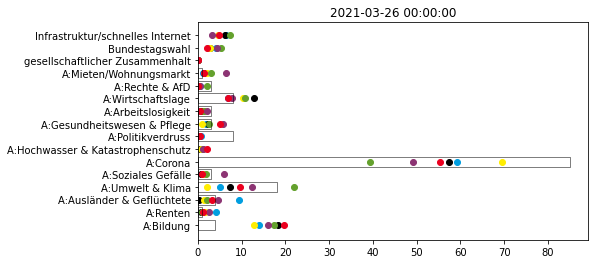 2021-03-26 00:00:00
Infrastruktur/schnelles Internet
Bundestagswahl
gesellschaftlicher Zusammenhalt
A:Mieten/Wohnungsmarkt
A:Rechte & AfD
A:Wirtschaftslage
A:Arbeitslosigkeit
A:Gesundheitswesen & Pflege
A:Politikverdruss
A:Hochwasser & Katastrophenschutz
A:Corona
A:Soziales Gefälle
A:Umwelt & Klima
A:Ausländer & Geflüchtete
A:Renten
A:Bildung
0 10 20 30 40 50 60 70 80